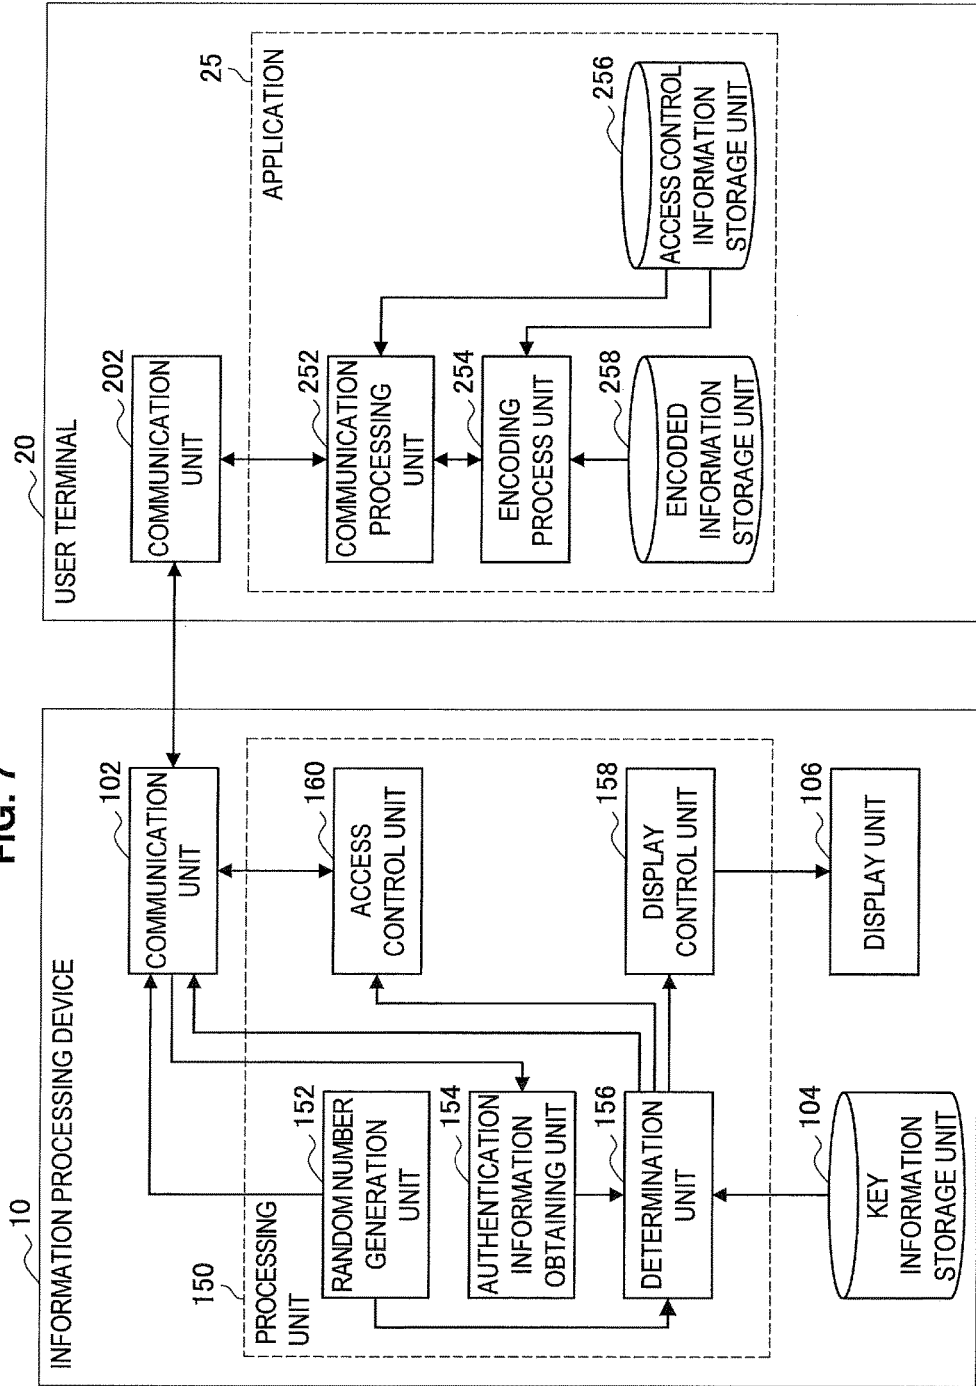 FIG. 7
10
INFORMATION PROCESSING DEVICE
102
COMMUNICATION
UNIT
150
PROCESSING
UNIT
152
RANDOM NUMBER
GENERATION
UNIT
160
ACCESS
CONTROL UNIT
154
AUTHENTICATION
INFORMATION
OBTAINING UNIT
156
DETERMINATION
UNIT
158
DISPLAY
CONTROL UNIT
104
KEY
INFORMATION
STORAGE UNIT
106
DISPLAY UNIT
20
USER TERMINAL
202
COMMUNICATION
UNIT
25
APPLICATION
252
COMMUNICATION
PROCESSING
UNIT
254
ENCODING
PROCESS UNIT
256
ACCESS CONTROL
INFORMATION
STORAGE UNIT
258
ENCODED
INFORMATION
STORAGE UNIT